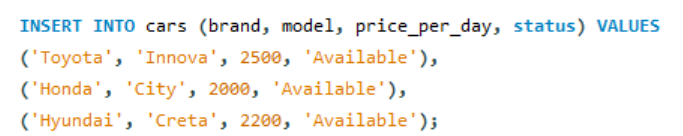 INSERT INTO cars (brand, model, price_per_day, status) VALUES
('Toyota', 'Innova', 2500, 'Available'),
('Honda', 'City', 2000, 'Available'),
('Hyundai', 'Creta', 2200, 'Available');